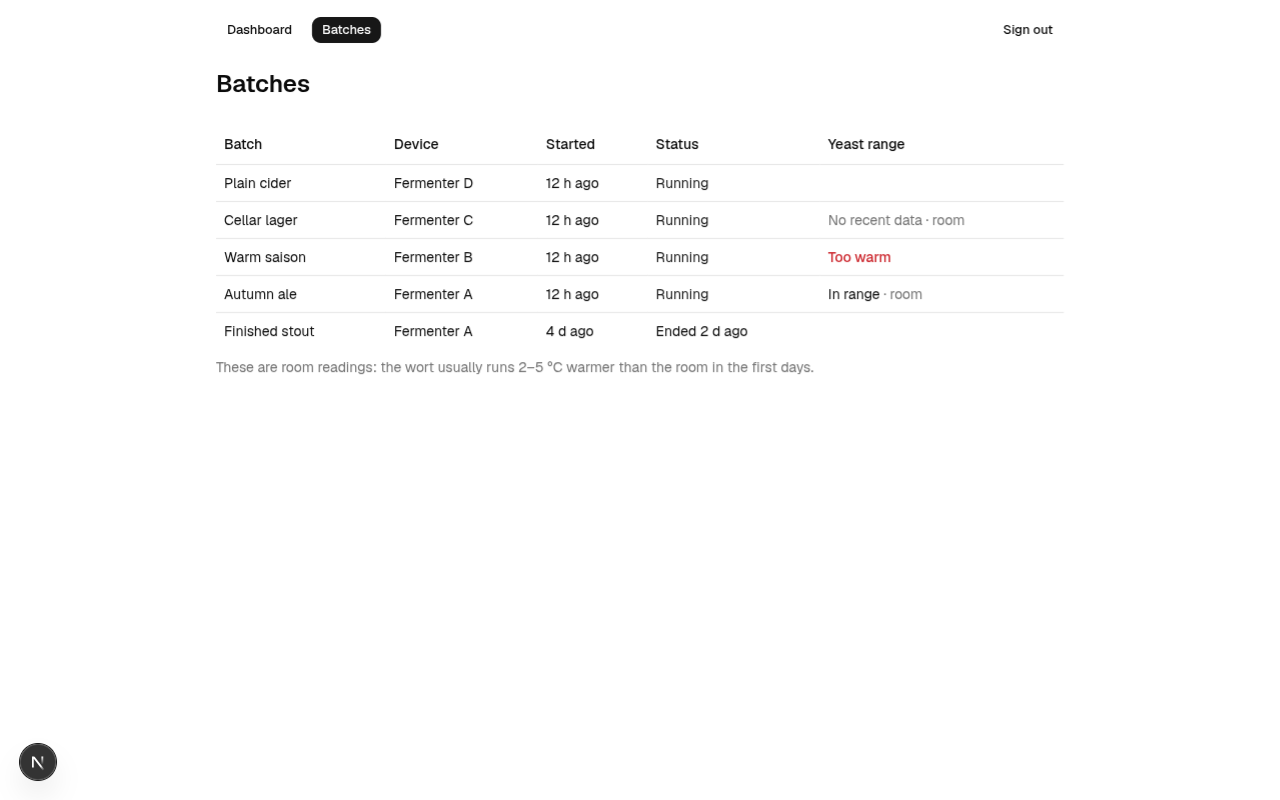 Dashboard Batches Sign out
Batches
Batch Device Started Status Yeast range
Plain cider Fermenter D 12 h ago Running
Cellar lager Fermenter C 12 h ago Running No recent data · room
Warm saison Fermenter B 12 h ago Running Too warm
Autumn ale Fermenter A 12 h ago Running In range · room
Finished stout Fermenter A 4 d ago Ended 2 d ago
These are room readings: the wort usually runs 2–5 °C warmer than the room in the first days.
N